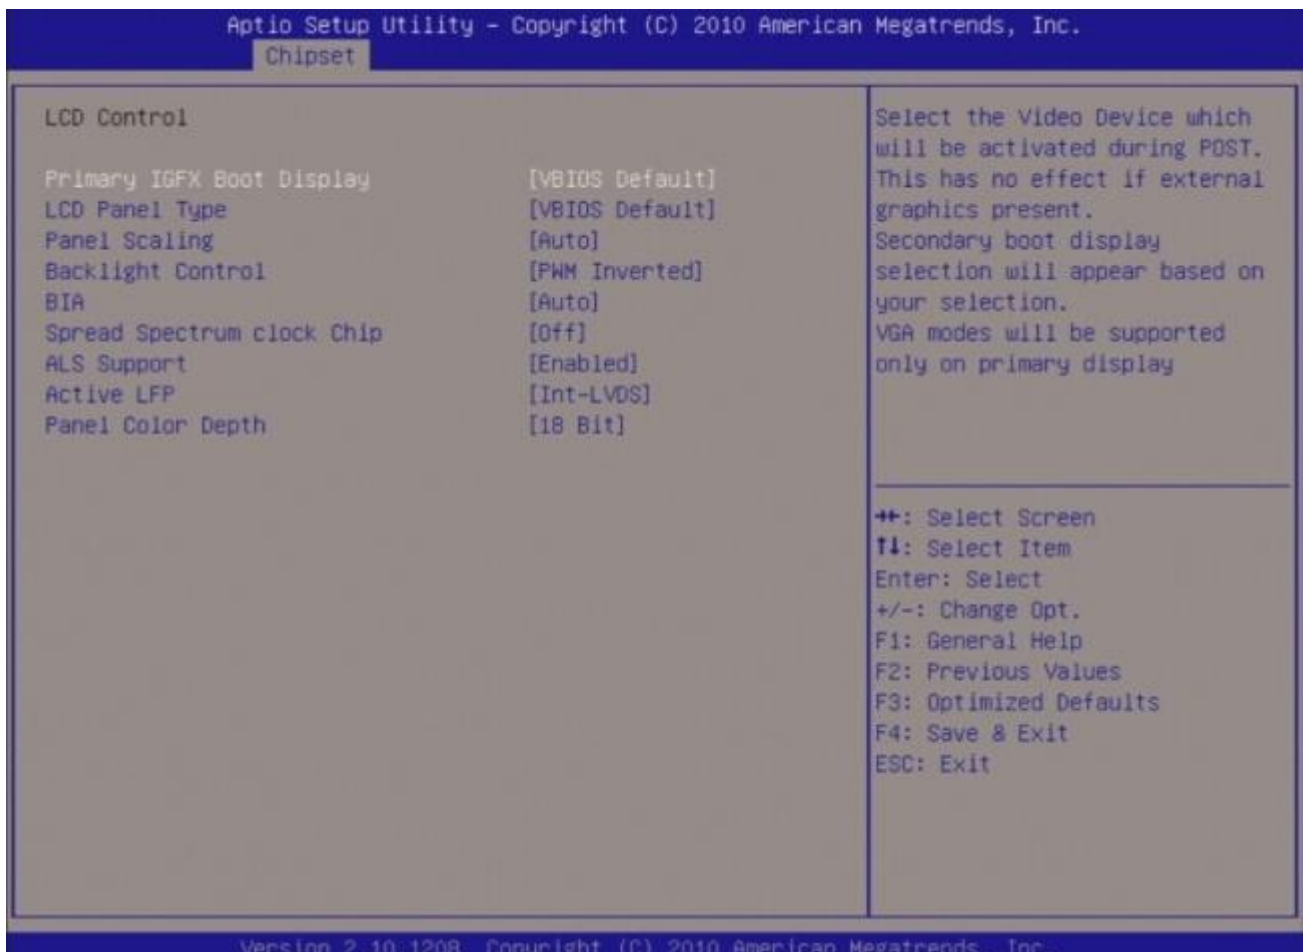 Aptio Setup Utility – Copyright (C) 2010 American Megatrends, Inc.
Chipset
LCD Control
Primary IGFX Boot Display [VBIOS Default]
LCD Panel Type [VBIOS Default]
Panel Scaling [Auto]
Backlight Control [PWM Inverted]
BIA [Auto]
Spread Spectrum clock Chip [Off]
ALS Support [Enabled]
Active LFP [Int-LVDS]
Panel Color Depth [18 Bit]
Select the Video Device which
will be activated during POST.
This has no effect if external
graphics present.
Secondary boot display
selection will appear based on
your selection.
VGA modes will be supported
only on primary display
→←: Select Screen
↑↓: Select Item
Enter: Select
+/-: Change Opt.
F1: General Help
F2: Previous Values
F3: Optimized Defaults
F4: Save & Exit
ESC: Exit
Version 2.10.1208. Copyright (C) 2010 American Megatrends, Inc.